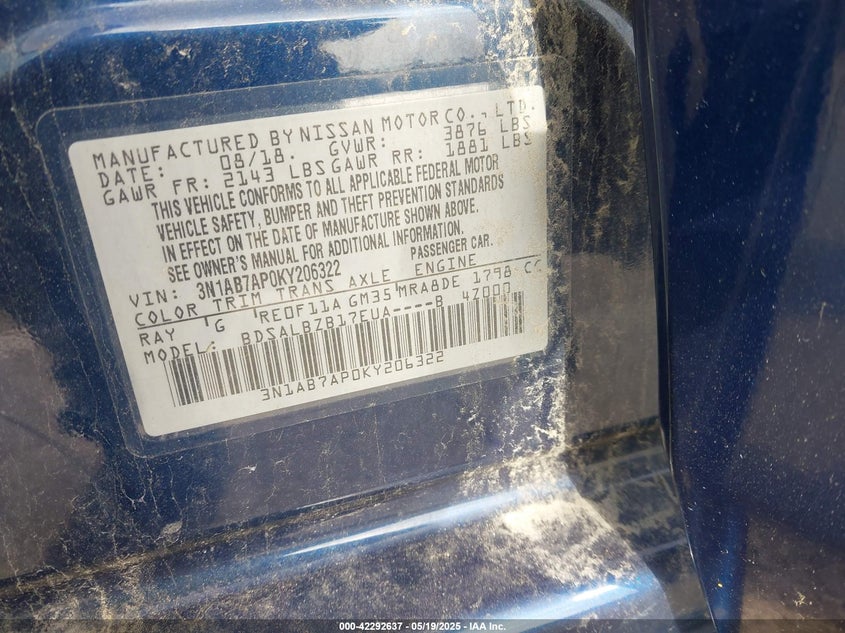 MANUFACTURED BY NISSAN MOTOR CO., LTD.
DATE: 08/18. GVWR: 3876 LBS
GAWR FR: 2143 LBS GAWR RR: 1881 LBS
THIS VEHICLE CONFORMS TO ALL APPLICABLE FEDERAL MOTOR
VEHICLE SAFETY, BUMPER AND THEFT PREVENTION STANDARDS
IN EFFECT ON THE DATE OF MANUFACTURE SHOWN ABOVE.
SEE OWNER'S MANUAL FOR ADDITIONAL INFORMATION.
VIN: 3N1AB7AP0KY206322 PASSENGER CAR.
COLOR TRIM TRANS AXLE ENGINE
RAY G RE0F11A GM35 MRA8DE 1798 CC
MODEL: BDSALBZB17EUA----B 47000
3N1AB7AP0KY206322
000-42292637 - 05/19/2025 - IAA Inc.